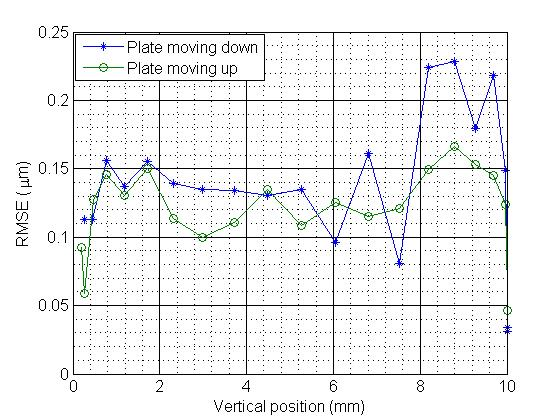 0.25
Plate moving down
Plate moving up
0.2
0.15
RMSE (µm)
0.1
0.05
0
0 2 4 6 8 10
Vertical position (mm)